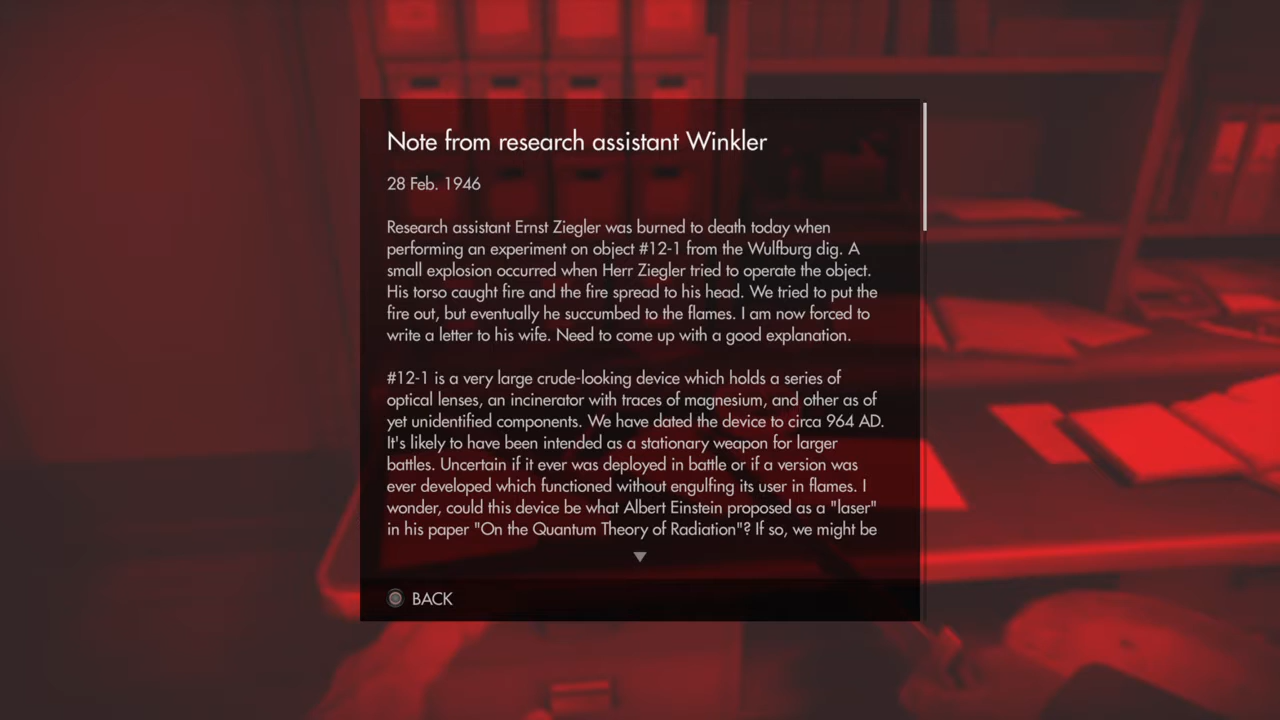 Note from research assistant Winkler
28 Feb. 1946
Research assistant Ernst Ziegler was burned to death today when
performing an experiment on object #12-1 from the Wulfburg dig. A
small explosion occurred when Herr Ziegler tried to operate the object.
His torso caught fire and the fire spread to his head. We tried to put the
fire out, but eventually he succumbed to the flames. I am now forced to
write a letter to his wife. Need to come up with a good explanation.
#12-1 is a very large crude-looking device which holds a series of
optical lenses, an incinerator with traces of magnesium, and other as of
yet unidentified components. We have dated the device to circa 964 AD.
It's likely to have been intended as a stationary weapon for larger
battles. Uncertain if it ever was deployed in battle or if a version was
ever developed which functioned without engulfing its user in flames. I
wonder, could this device be what Albert Einstein proposed as a "laser"
in his paper "On the Quantum Theory of Radiation"? If so, we might be
BACK